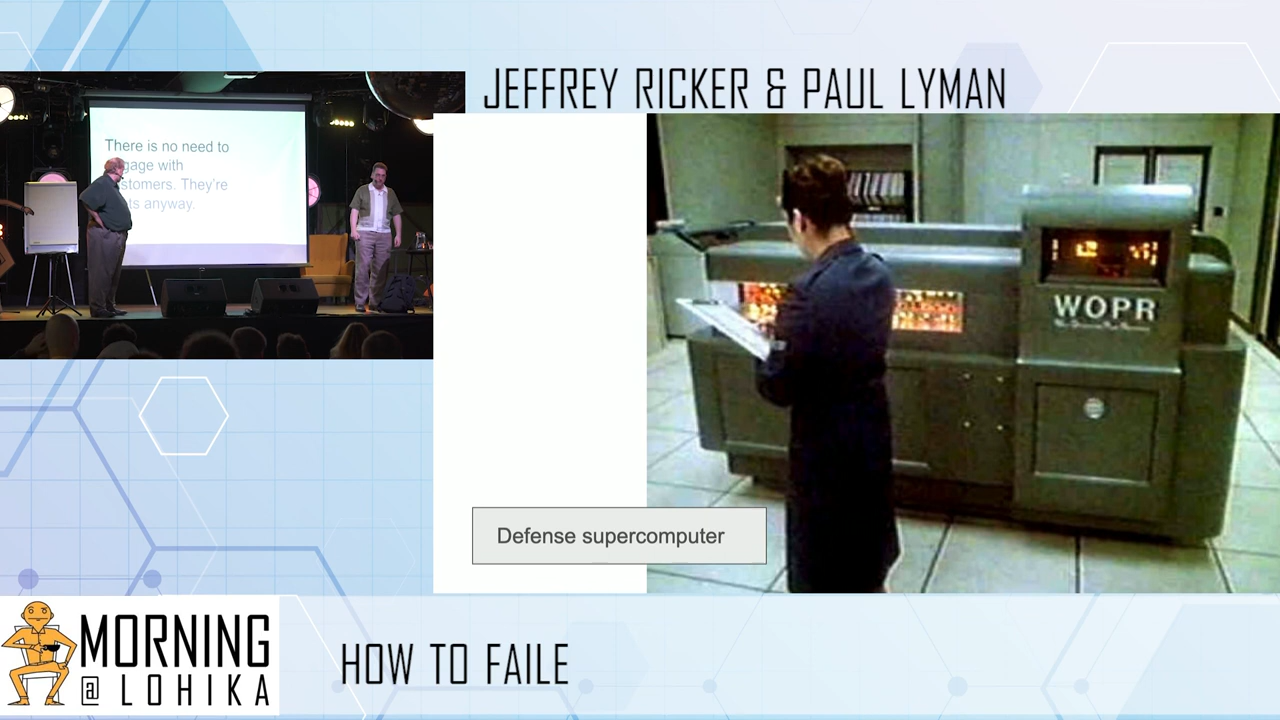 JEFFREY RICKER & PAUL LYMAN
There is no need to
gage with
stomers. They're
ts anyway.
WOPR
Defense supercomputer
MORNING
@ LOHIKA
HOW TO FAILE